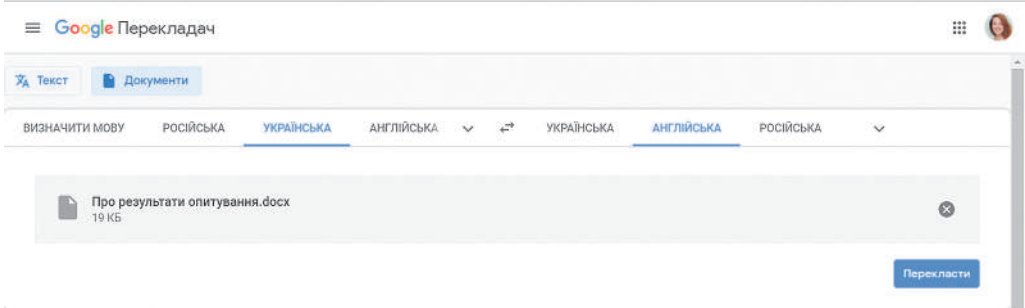 Google Перекладач
Текст
Документи
ВИЗНАЧИТИ МОВУ РОСІЙСЬКА УКРАЇНСЬКА АНГЛІЙСЬКА УКРАЇНСЬКА АНГЛІЙСЬКА РОСІЙСЬКА
Про результати опитування.docx
19 КБ
Перекласти